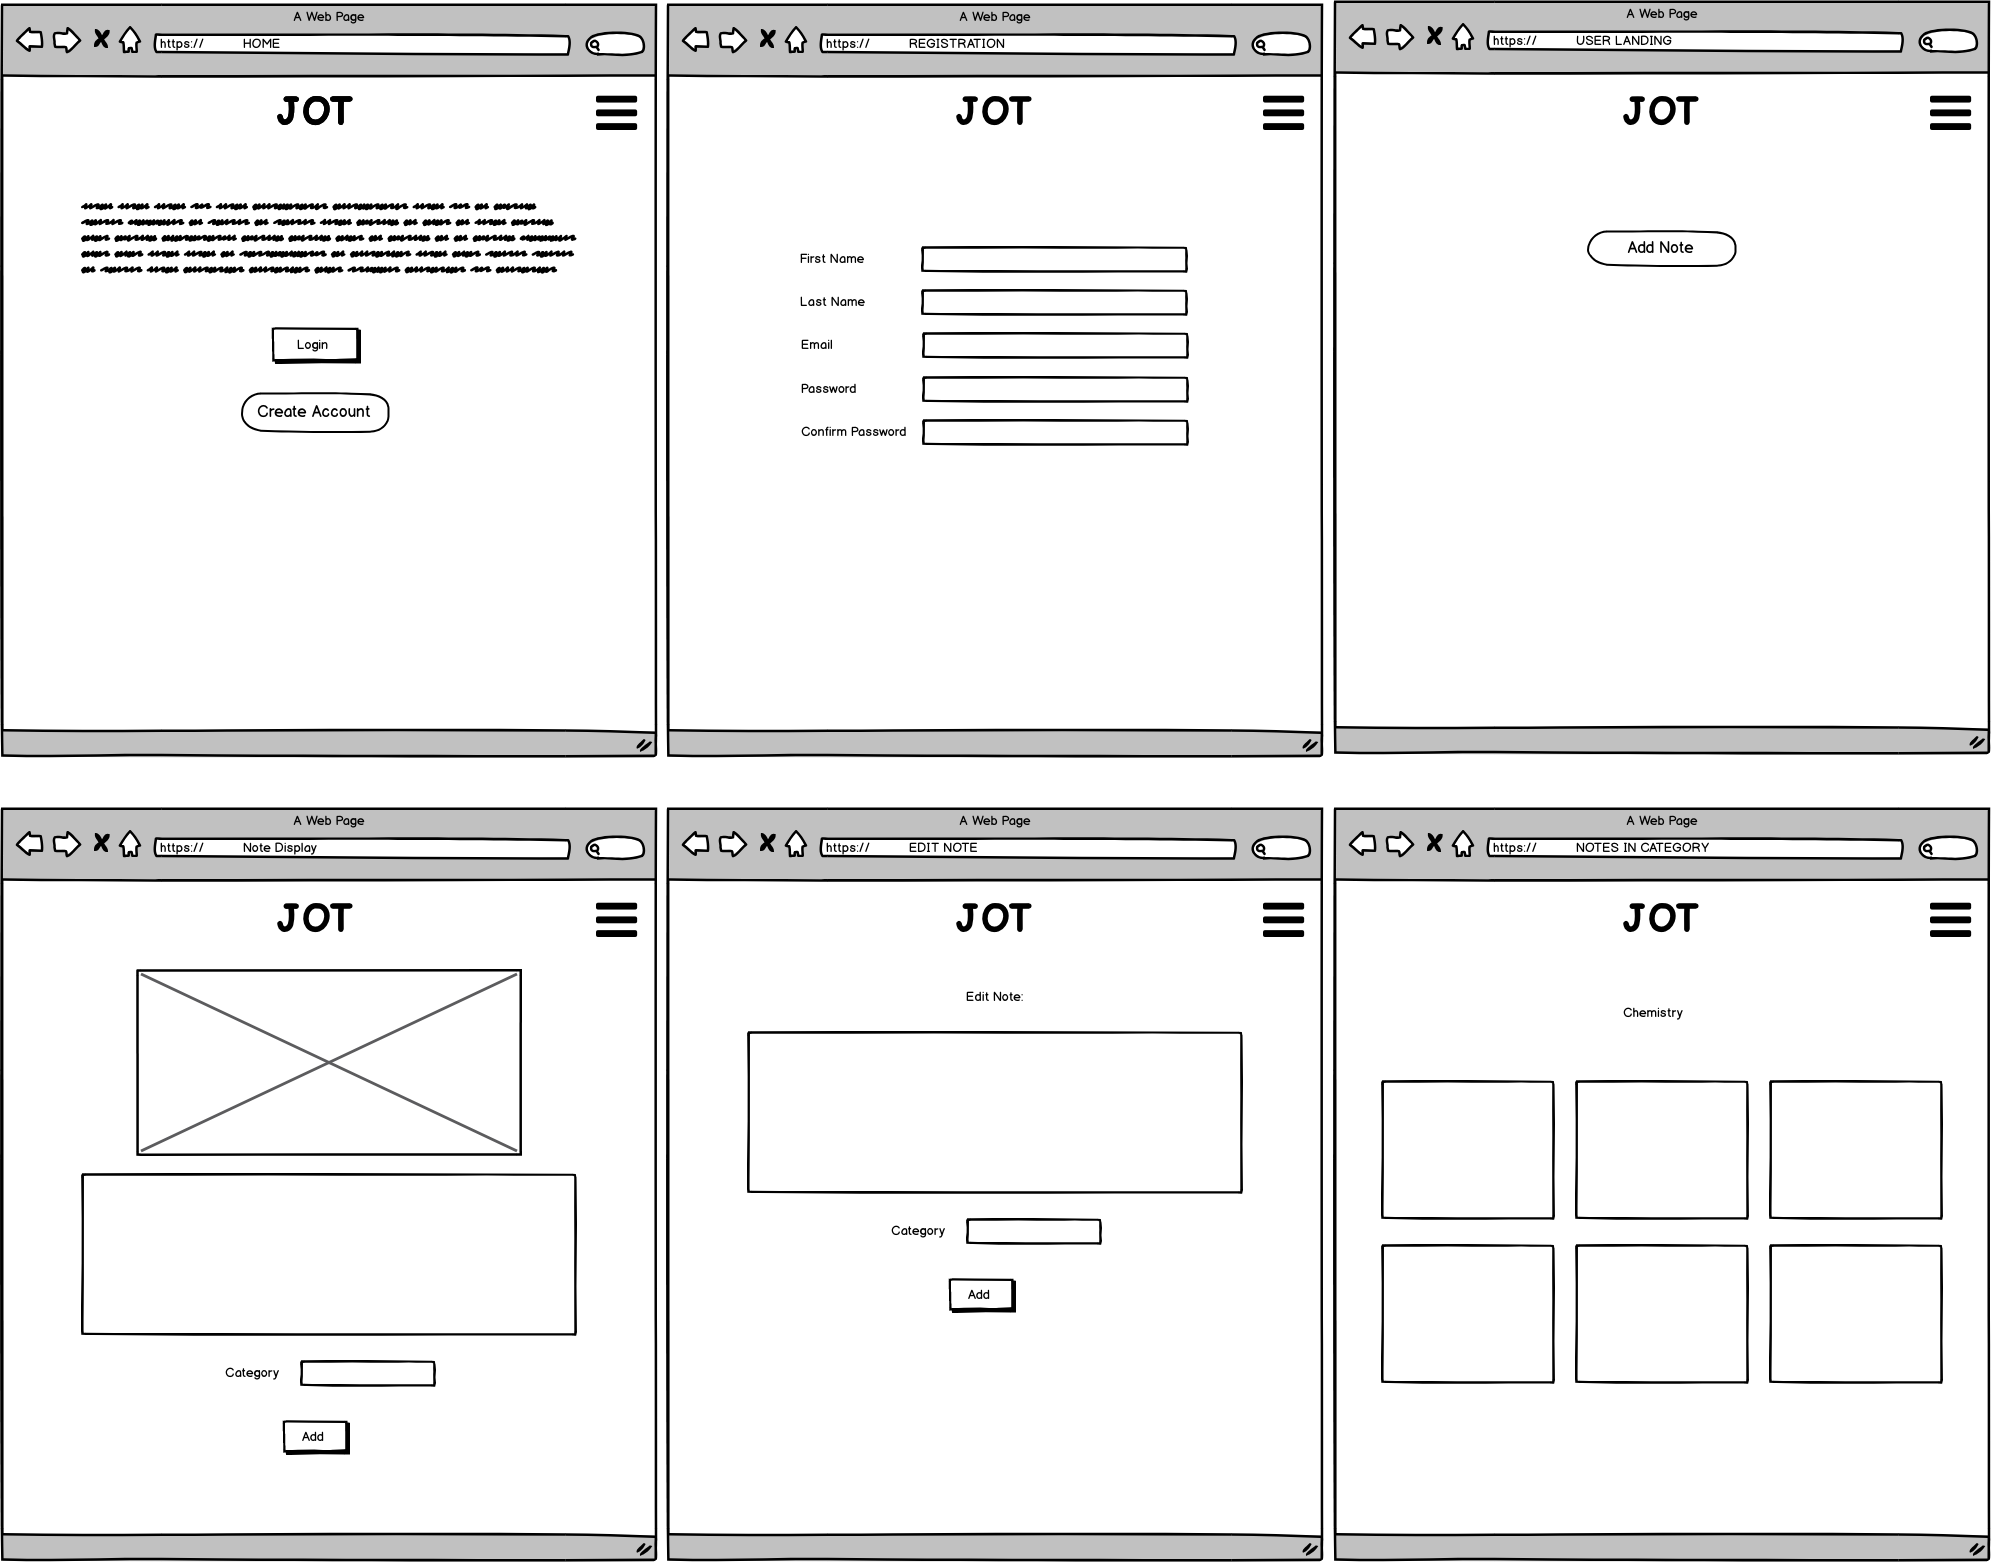 A Web Page
https:// HOME
JOT
Login
Create Account
A Web Page
https:// REGISTRATION
JOT
First Name
Last Name
Email
Password
Confirm Password
A Web Page
https:// USER LANDING
JOT
Add Note
A Web Page
https:// Note Display
JOT
Category
Add
A Web Page
https:// EDIT NOTE
JOT
Edit Note:
Category
Add
A Web Page
https:// NOTES IN CATEGORY
JOT
Chemistry